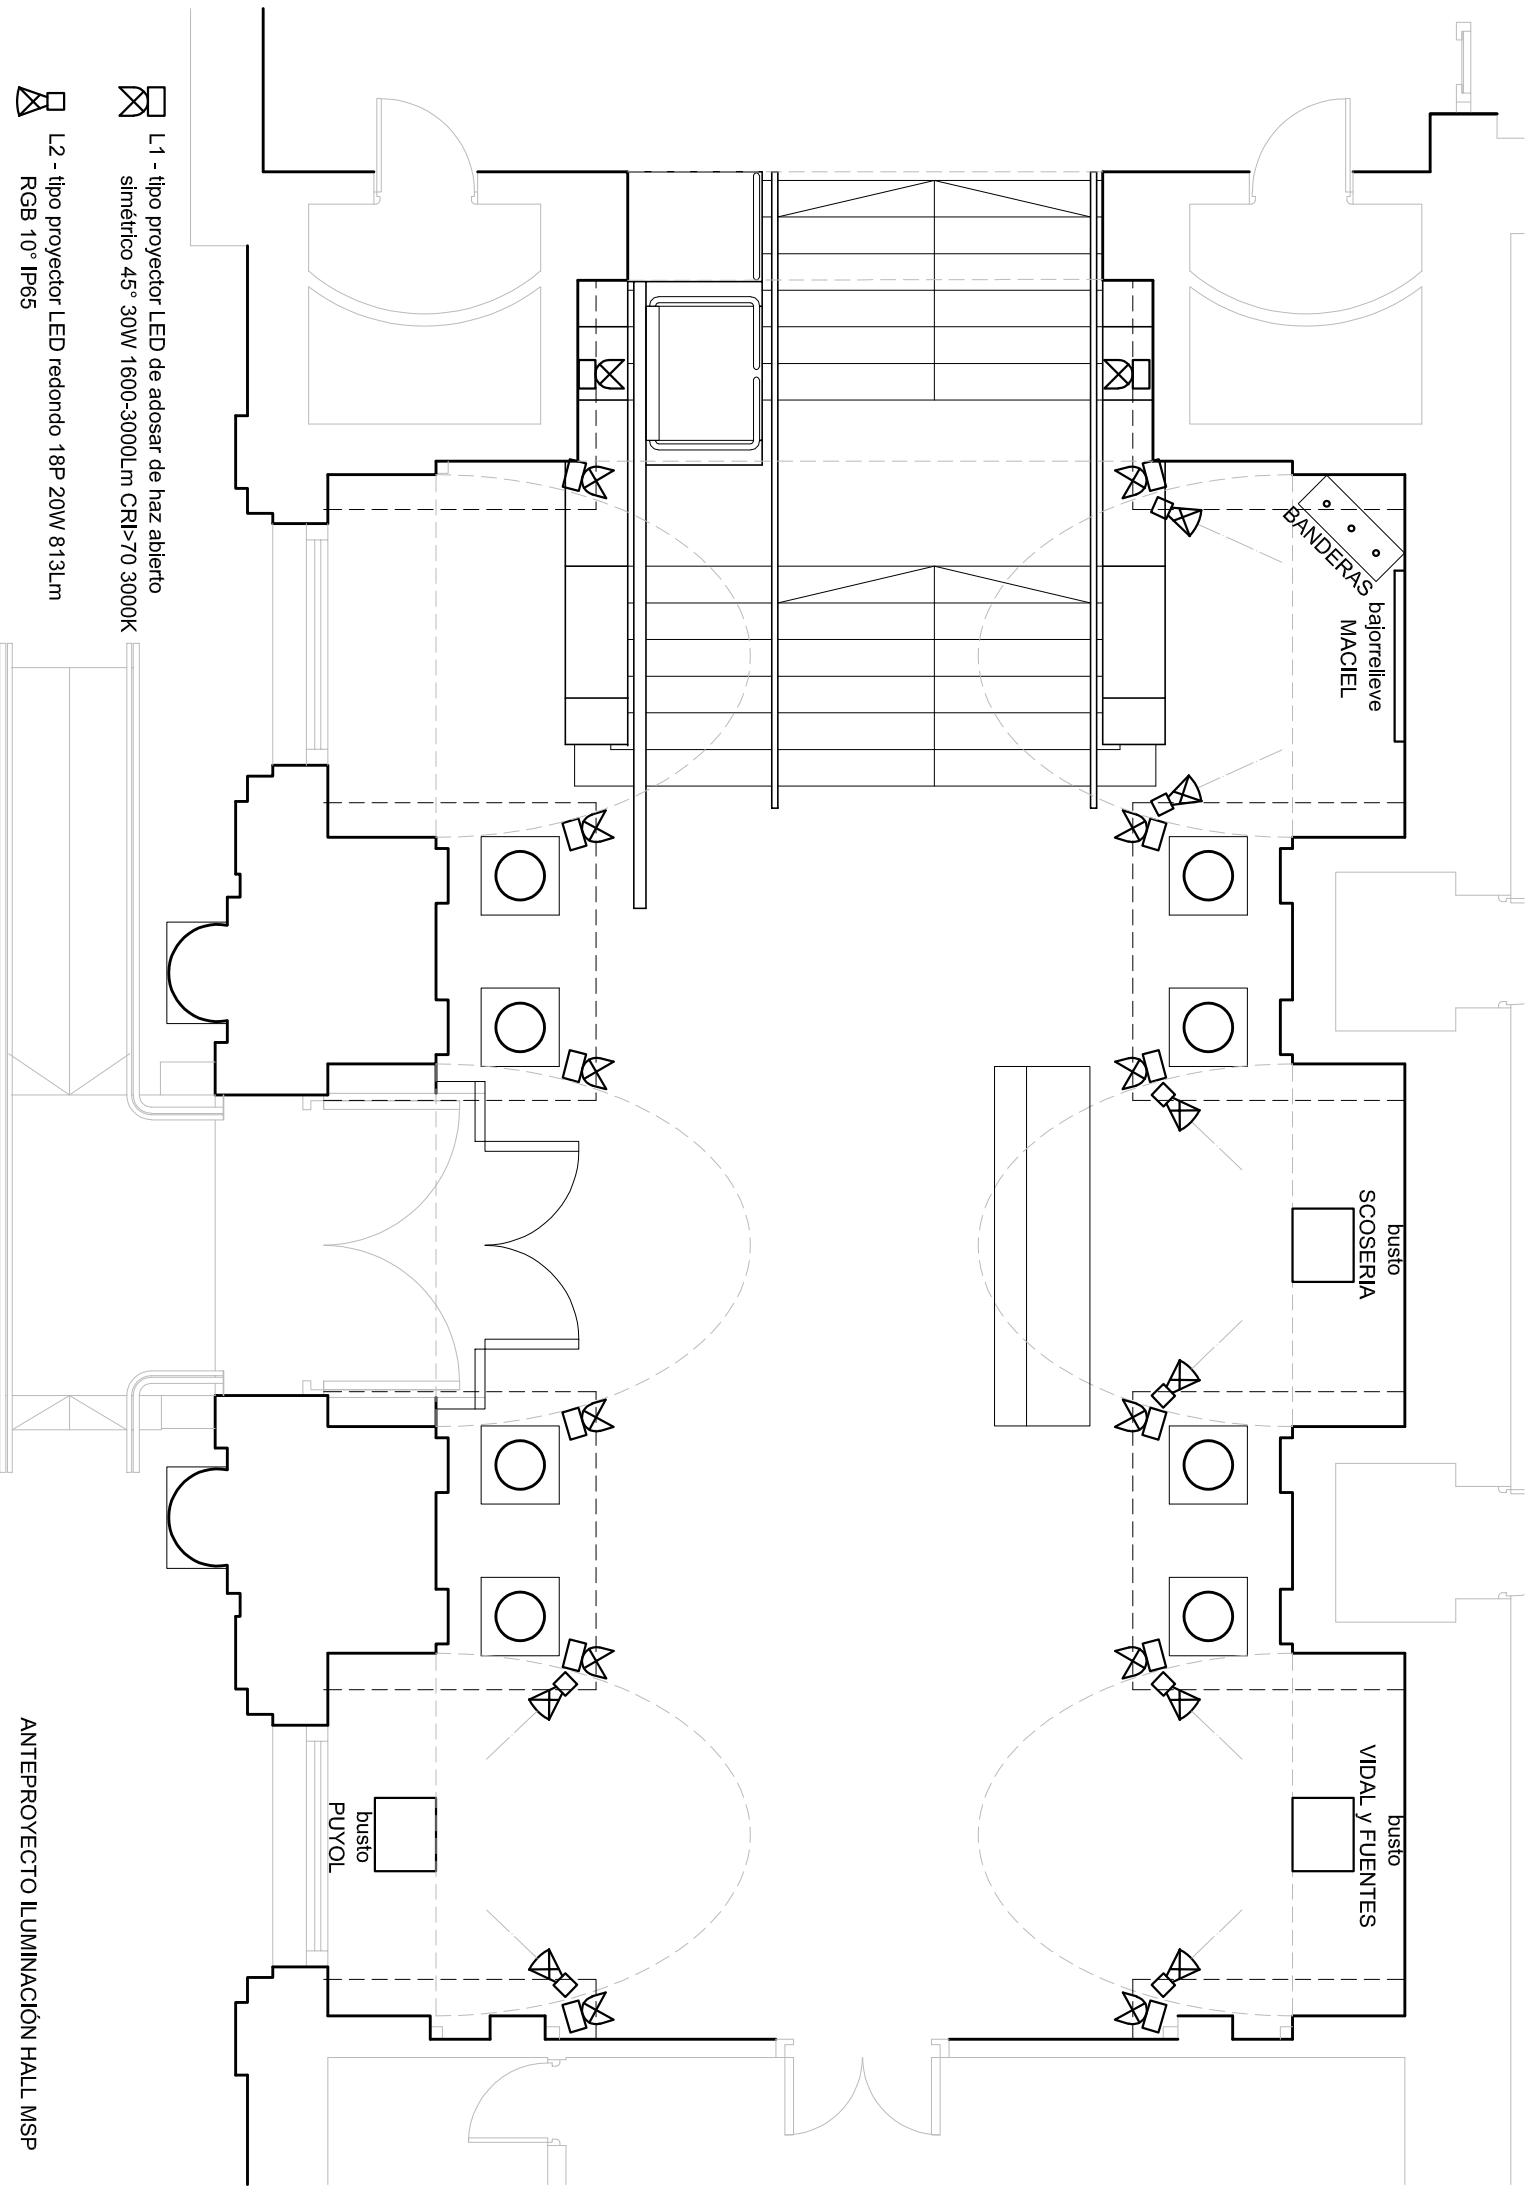 L1 - tipo proyector LED de adosar de haz abierto
simétrico 45° 30W 1600-3000Lm CRI>70 3000K
L2 - tipo proyector LED redondo 18P 20W 813Lm
RGB 10° IP65
BANDERAS
bajorrelieve
MACIEL
busto
SCOSERIA
busto
VIDAL y FUENTES
busto
PUYOL
ANTEPROYECTO ILUMINACIÓN HALL MSP